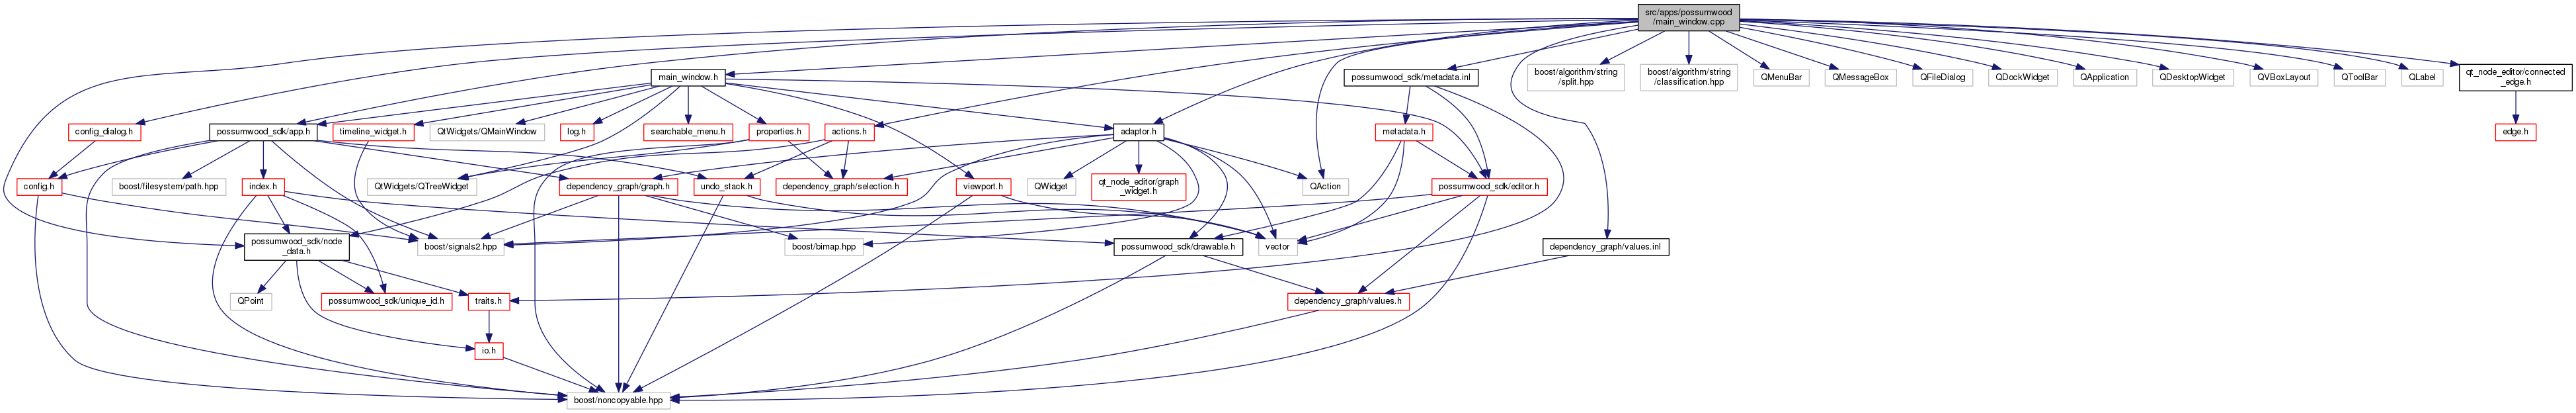 src/apps/possumwood
/main_window.cpp
main_window.h
possumwood_sdk/metadata.inl
boost/algorithm/string
/split.hpp
boost/algorithm/string
/classification.hpp
QMenuBar
QMessageBox
QFileDialog
QDockWidget
QApplication
QDesktopWidget
QVBoxLayout
QToolBar
QLabel
qt_node_editor/connected
_edge.h
config_dialog.h
possumwood_sdk/app.h
timeline_widget.h
QtWidgets/QMainWindow
log.h
searchable_menu.h
properties.h
actions.h
adaptor.h
metadata.h
edge.h
config.h
boost/filesystem/path.hpp
index.h
QtWidgets/QTreeWidget
dependency_graph/graph.h
undo_stack.h
dependency_graph/selection.h
viewport.h
QWidget
qt_node_editor/graph
_widget.h
QAction
possumwood_sdk/editor.h
possumwood_sdk/node
_data.h
boost/signals2.hpp
boost/bimap.hpp
possumwood_sdk/drawable.h
vector
dependency_graph/values.inl
QPoint
possumwood_sdk/unique_id.h
traits.h
dependency_graph/values.h
io.h
boost/noncopyable.hpp